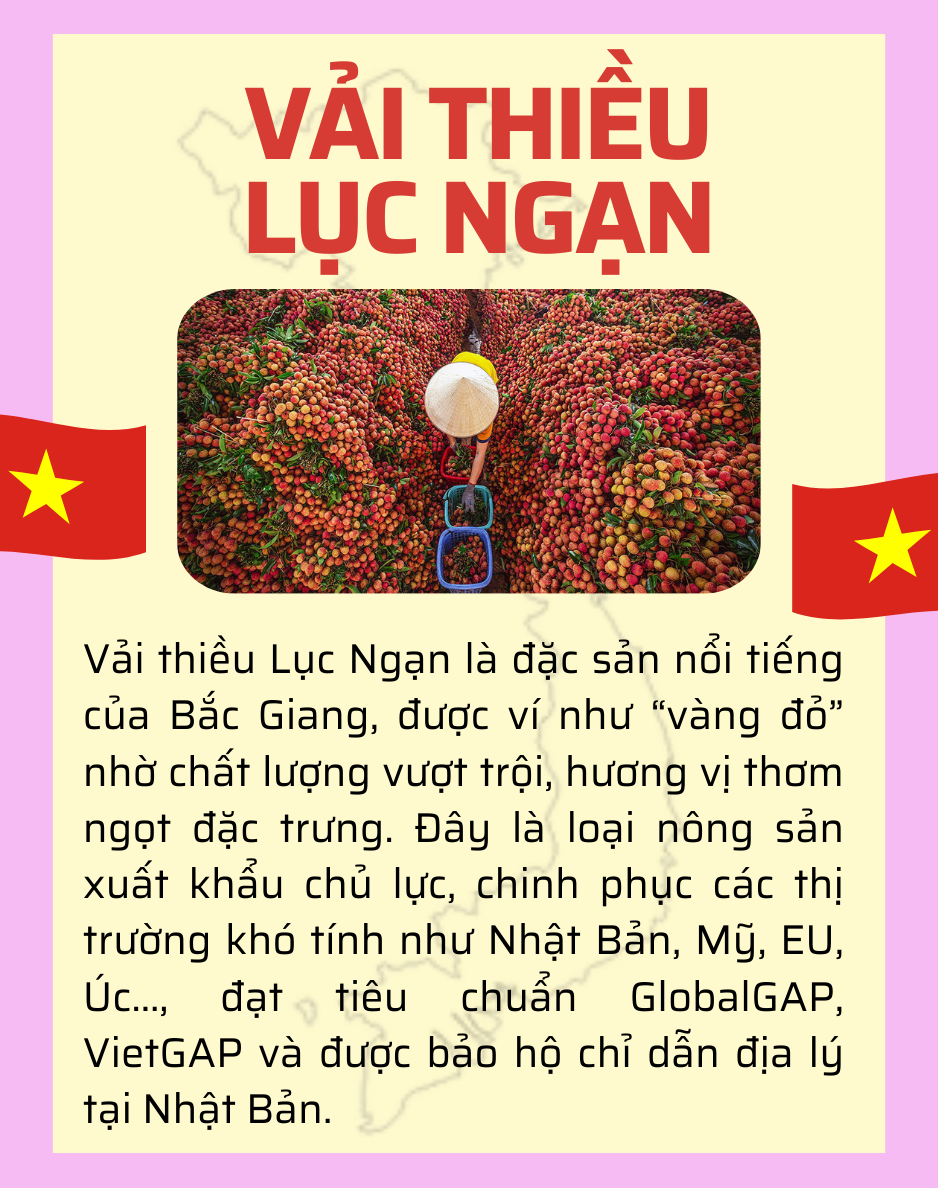 VẢI THIỀU
LỤC NGẠN
Vải thiều Lục Ngạn là đặc sản nổi tiếng
của Bắc Giang, được ví như “vàng đỏ”
nhờ chất lượng vượt trội, hương vị thơm
ngọt đặc trưng. Đây là loại nông sản
xuất khẩu chủ lực, chinh phục các thị
trường khó tính như Nhật Bản, Mỹ, EU,
Úc..., đạt tiêu chuẩn GlobalGAP,
VietGAP và được bảo hộ chỉ dẫn địa lý
tại Nhật Bản.